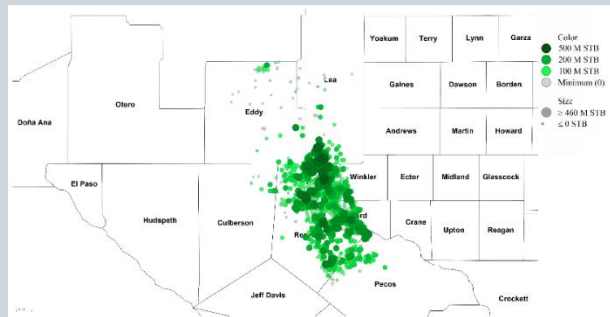 Yoakum
Terry
Lynn
Garza
Color
500 M STB
200 M STB
100 M STB
Minimum (0)
Size
≥ 460 M STB
≤ 0 STB
Lea
Otero
Gaines
Dawson
Borden
Eddy
Doña Ana
Andrews
Martin
Howard
El Paso
Winkler
Ector
Midland
Glasscock
Hudspeth
Culberson
Re
rd
Crane
Upton
Reagan
Pecos
Jeff Davis
Crockett